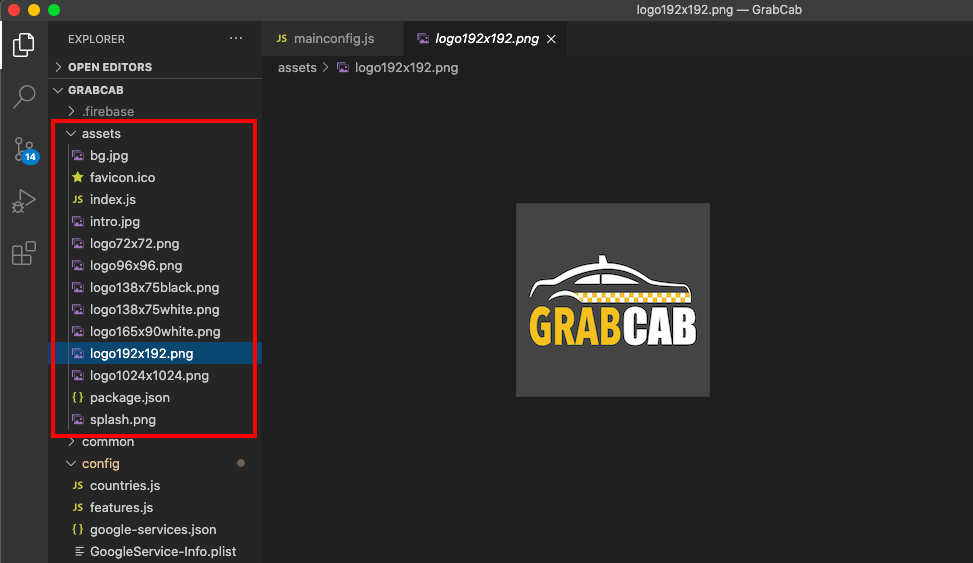 logo192x192.png — GrabCab
EXPLORER ...
JS mainconfig.js
logo192x192.png
OPEN EDITORS
assets > logo192x192.png
GRABCAB
.firebase
assets
bg.jpg
favicon.ico
JS index.js
intro.jpg
logo72x72.png
logo96x96.png
logo138x75black.png
logo138x75white.png
logo165x90white.png
logo192x192.png
logo1024x1024.png
{} package.json
splash.png
common
config
JS countries.js
JS features.js
{} google-services.json
GoogleService-Info.plist
14
GRABCAB